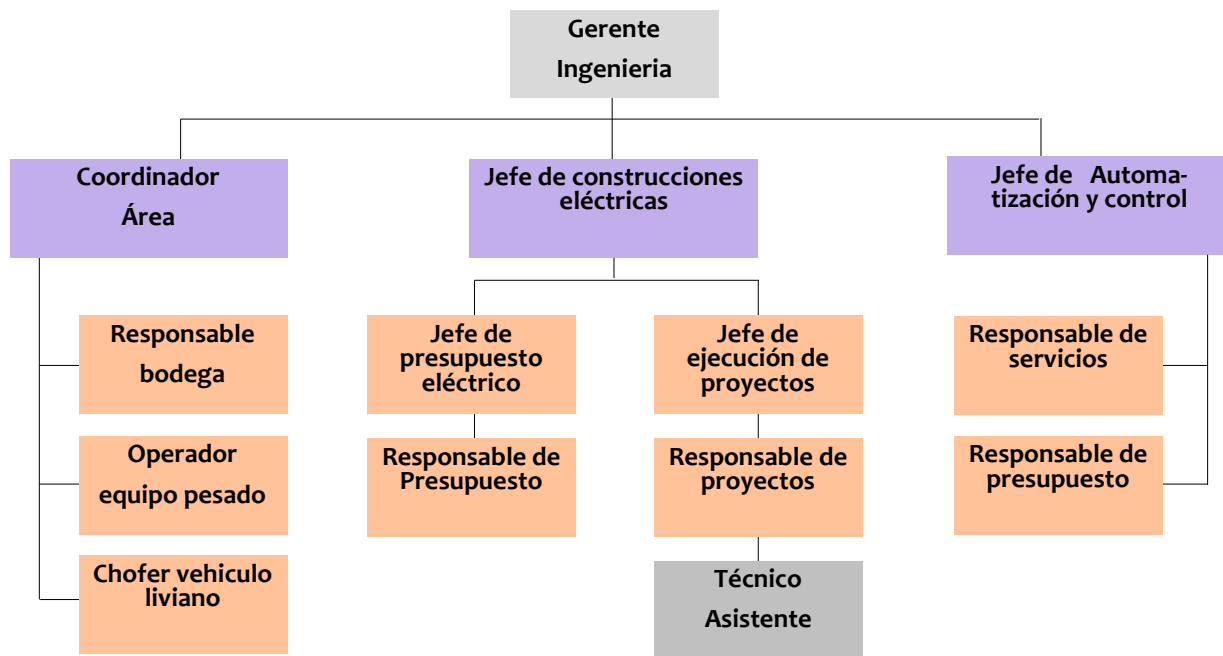 Gerente
Ingenieria
Coordinador
Área
Jefe de construcciones
eléctricas
Jefe de Automa-
tización y control
Responsable
bodega
Operador
equipo pesado
Chofer vehiculo
liviano
Jefe de
presupuesto
eléctrico
Responsable de
Presupuesto
Jefe de
ejecución de
proyectos
Responsable de
proyectos
Técnico
Asistente
Responsable de
servicios
Responsable de
presupuesto